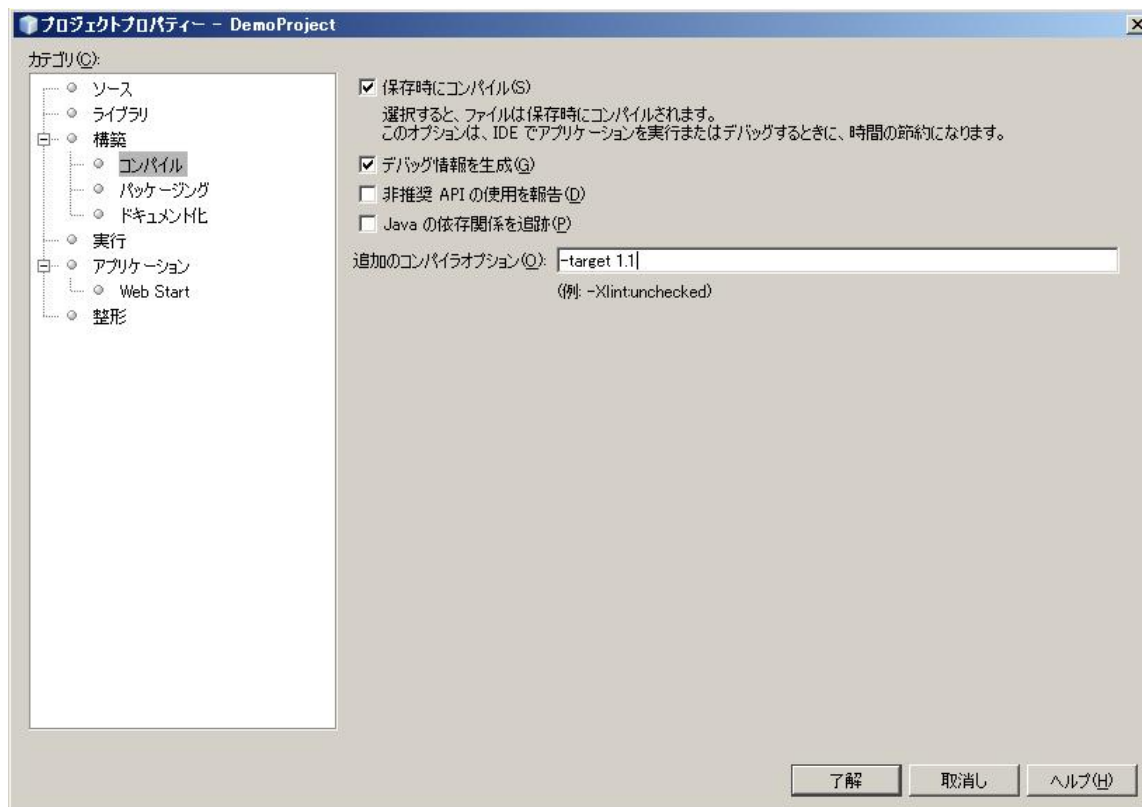 プロジェクトプロパティー - DemoProject
カテゴリ(C):
ソース
ライブラリ
構築
コンパイル
パッケージング
ドキュメント化
実行
アプリケーション
Web Start
整形
保存時にコンパイル(S)
選択すると、ファイルは保存時にコンパイルされます。
このオプションは、IDE でアプリケーションを実行またはデバッグするときに、時間の節約になります。
デバッグ情報を生成(G)
非推奨 API の使用を報告(D)
Java の依存関係を追跡(P)
追加のコンパイラオプション(O): -target 1.1
(例: -Xlint:unchecked)
了解 取消し ヘルプ(H)